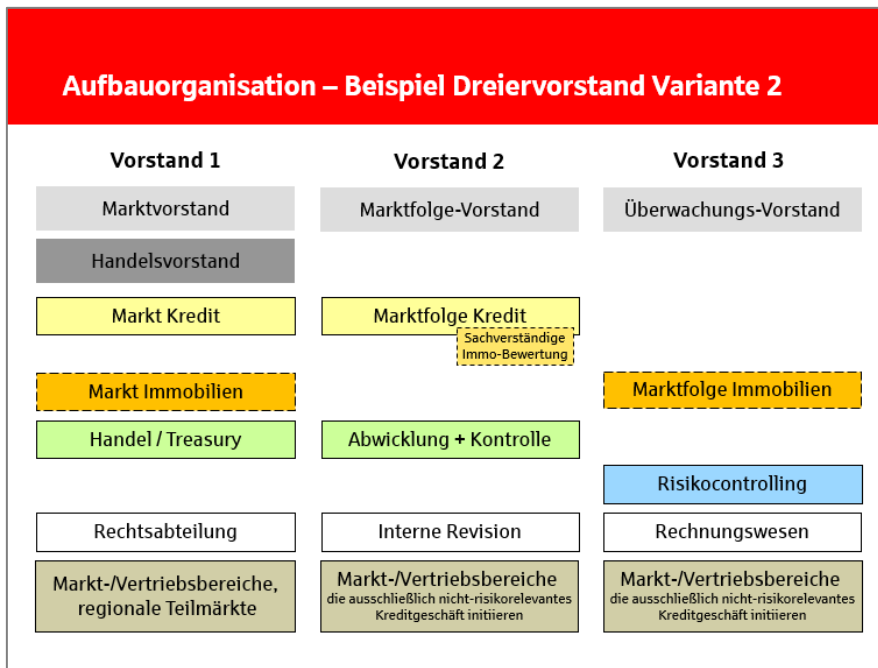 Aufbauorganisation – Beispiel Dreiervorstand Variante 2
Vorstand 1
Vorstand 2
Vorstand 3
Marktvorstand
Marktfolge-Vorstand
Überwachungs-Vorstand
Handelsvorstand
Markt Kredit
Marktfolge Kredit
Sachverständige
Immo-Bewertung
Markt Immobilien
Marktfolge Immobilien
Handel / Treasury
Abwicklung + Kontrolle
Risikocontrolling
Rechtsabteilung
Interne Revision
Rechnungswesen
Markt-/Vertriebsbereiche,
regionale Teilmärkte
Markt-/Vertriebsbereiche
die ausschließlich nicht-risikorelevantes
Kreditgeschäft initiieren
Markt-/Vertriebsbereiche
die ausschließlich nicht-risikorelevantes
Kreditgeschäft initiieren